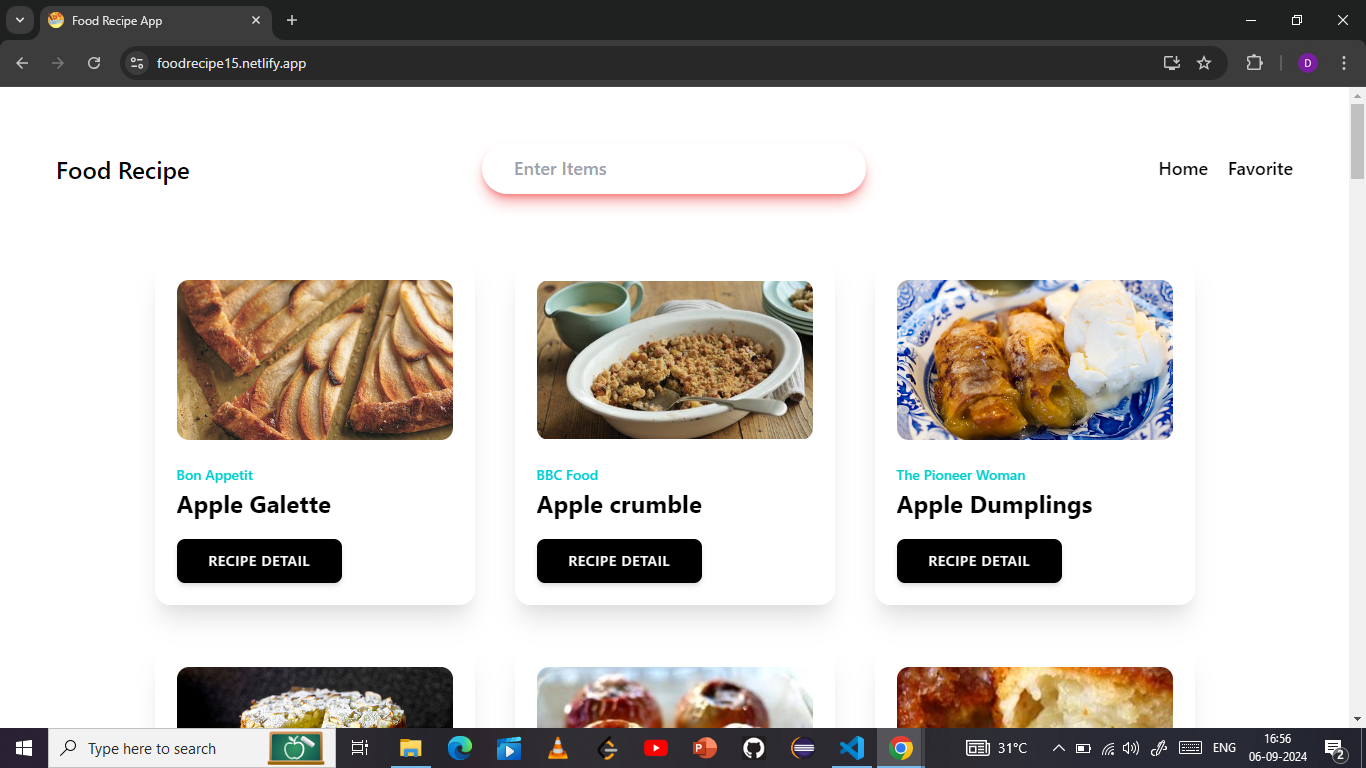 Food Recipe App
foodrecipe15.netlify.app
D
Food Recipe
Enter Items
Home
Favorite
Bon Appetit
Apple Galette
RECIPE DETAIL
BBC Food
Apple crumble
RECIPE DETAIL
The Pioneer Woman
Apple Dumplings
RECIPE DETAIL
Type here to search
31°C
ENG
16:56
06-09-2024
2